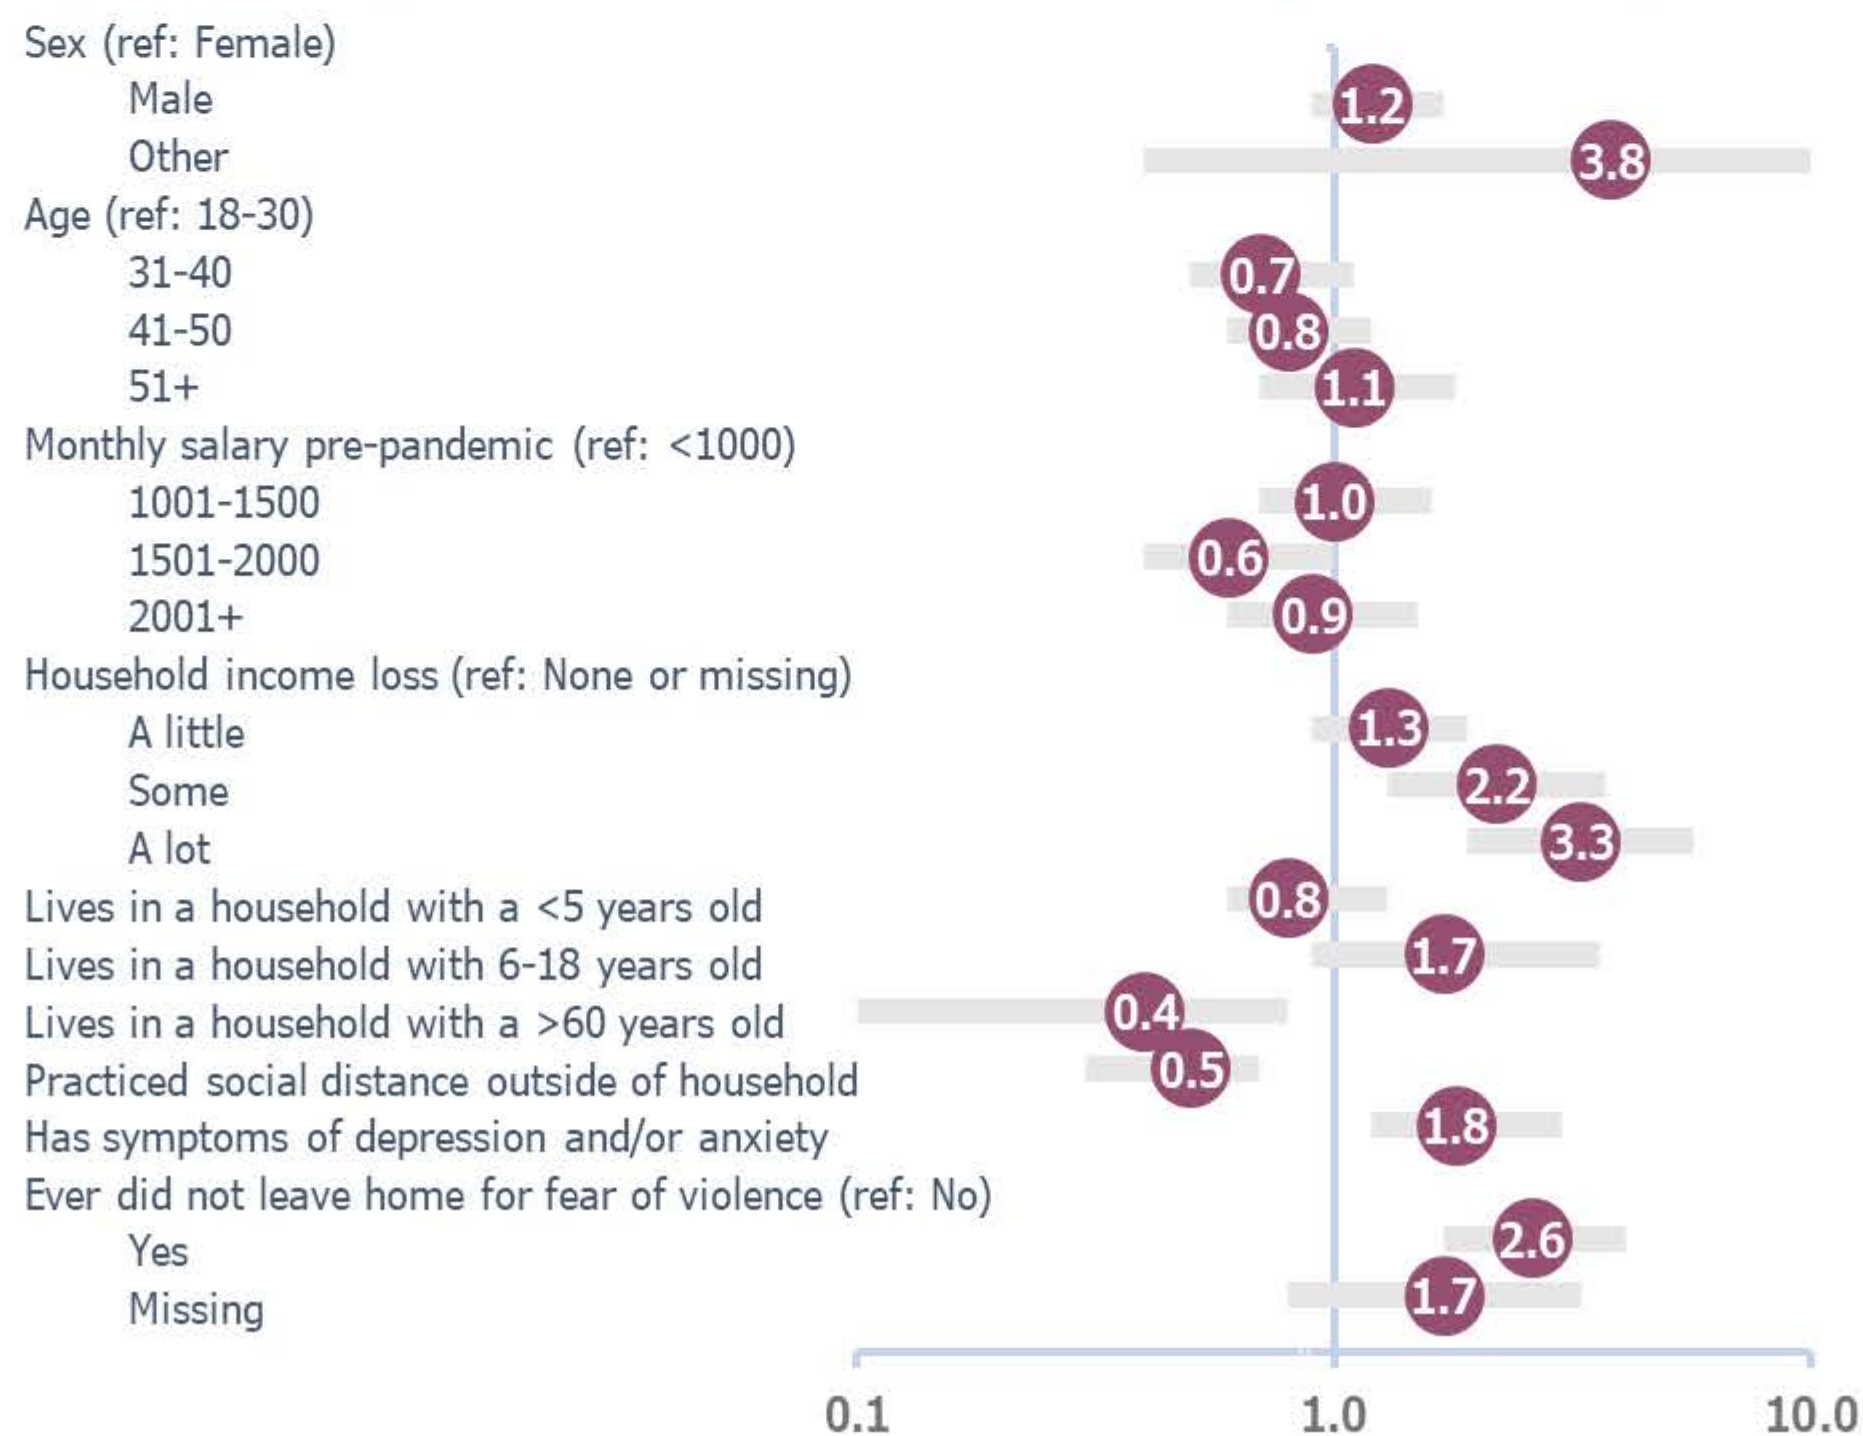 Sex (ref: Female)
Male 1.2
Other 3.8
Age (ref: 18-30)
31-40 0.7
41-50 0.8
51+ 1.1
Monthly salary pre-pandemic (ref: <1000)
1001-1500 1.0
1501-2000 0.6
2001+ 0.9
Household income loss (ref: None or missing)
A little 1.3
Some 2.2
A lot 3.3
Lives in a household with a <5 years old 0.8
Lives in a household with 6-18 years old 1.7
Lives in a household with a >60 years old 0.4
Practiced social distance outside of household 0.5
Has symptoms of depression and/or anxiety 1.8
Ever did not leave home for fear of violence (ref: No)
Yes 2.6
Missing 1.7
0.1 1.0 10.0